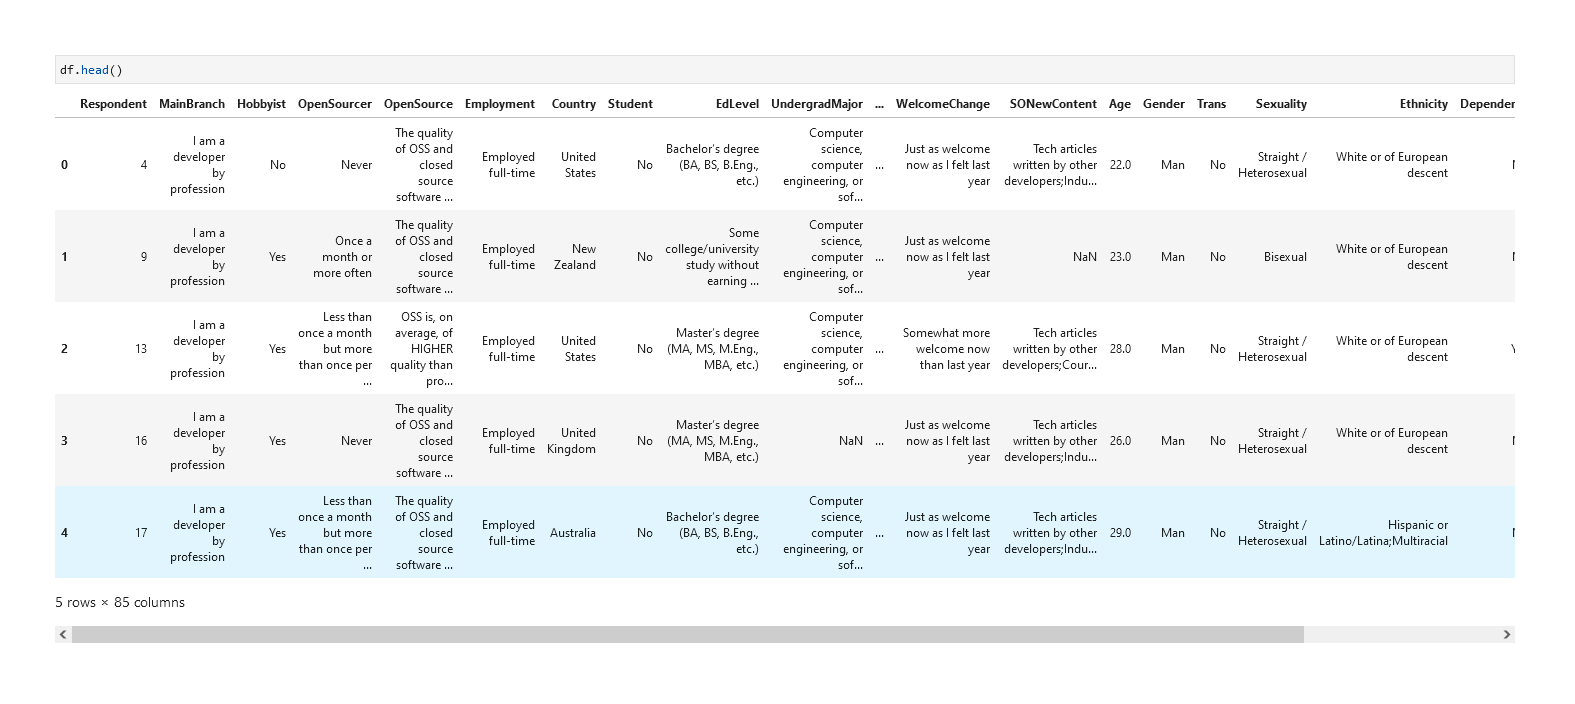 df.head()
Respondent MainBranch Hobbyist OpenSourcer OpenSource Employment Country Student EdLevel UndergradMajor ... WelcomeChange SONewContent Age Gender Trans Sexuality Ethnicity
0 4 I am a developer by profession No Never The quality of OSS and closed source software ... Employed full-time United States No Bachelor's degree (BA, BS, B.Eng., etc.) Computer science, computer engineering, or sof... ... Just as welcome now as I felt last year Tech articles written by other developers;Indu... 22.0 Man No Straight / Heterosexual White or of European descent
1 9 I am a developer by profession Yes Once a month or more often The quality of OSS and closed source software ... Employed full-time New Zealand No Some college/university study without earning ... Computer science, computer engineering, or sof... ... Just as welcome now as I felt last year NaN 23.0 Man No Bisexual White or of European descent
2 13 I am a developer by profession Yes Less than once a month but more than once per ... OSS is, on average, of HIGHER quality than pro... Employed full-time United States No Master's degree (MA, MS, M.Eng., MBA, etc.) Computer science, computer engineering, or sof... ... Somewhat more welcome now than last year Tech articles written by other developers;Cour... 28.0 Man No Straight / Heterosexual White or of European descent
3 16 I am a developer by profession Yes Never The quality of OSS and closed source software ... Employed full-time United Kingdom No Master's degree (MA, MS, M.Eng., MBA, etc.) NaN ... Just as welcome now as I felt last year Tech articles written by other developers;Indu... 26.0 Man No Straight / Heterosexual White or of European descent
4 17 I am a developer by profession Yes Less than once a month but more than once per ... The quality of OSS and closed source software ... Employed full-time Australia No Bachelor's degree (BA, BS, B.Eng., etc.) Computer science, computer engineering, or sof... ... Just as welcome now as I felt last year Tech articles written by other developers;Indu... 29.0 Man No Straight / Heterosexual Hispanic or Latino/Latina;Multiracial
5 rows × 85 columns